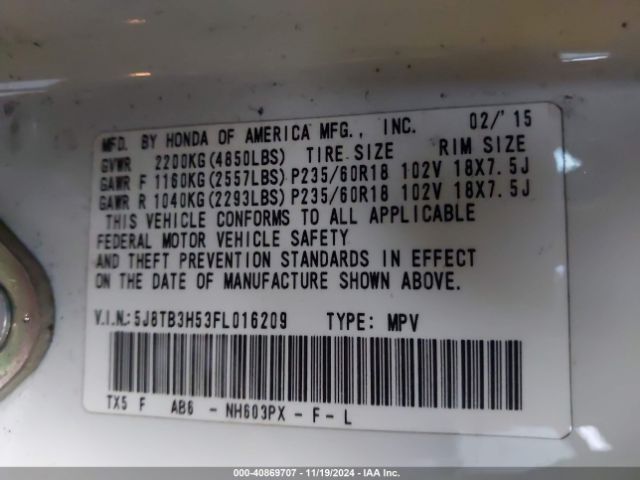 MFD. BY HONDA OF AMERICA MFG., INC. 02/'15
GVWR 2200KG(4850LBS) TIRE SIZE RIM SIZE
GAWR F 1160KG(2557LBS) P235/60R18 102V 18X7.5J
GAWR R 1040KG(2293LBS) P235/60R18 102V 18X7.5J
THIS VEHICLE CONFORMS TO ALL APPLICABLE
FEDERAL MOTOR VEHICLE SAFETY
AND THEFT PREVENTION STANDARDS IN EFFECT
ON THE DATE OF MANUFACTURE SHOWN ABOVE.
V.I.N.:5J8TB3H53FL016209 TYPE: MPV
TX5 F AB6 - NH603PX - F - L
000-40869707 - 11/19/2024 - IAA Inc.